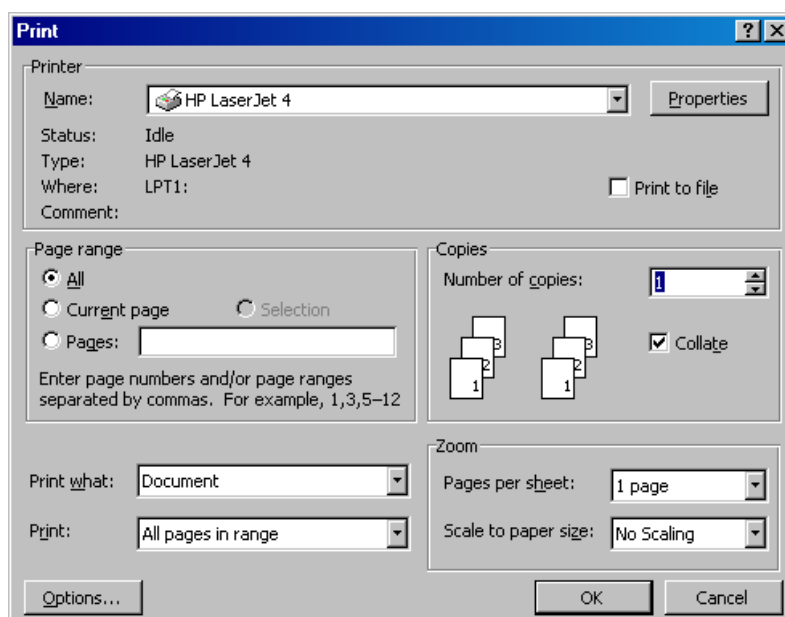 Print
Printer
Name: HP LaserJet 4 Properties
Status: Idle
Type: HP LaserJet 4
Where: LPT1: Print to file
Comment:
Page range
All
Current page Selection
Pages:
Enter page numbers and/or page ranges
separated by commas. For example, 1,3,5–12
Copies
Number of copies: 1
3 3
2 2
1 1
Collate
Print what: Document
Print: All pages in range
Zoom
Pages per sheet: 1 page
Scale to paper size: No Scaling
Options... OK Cancel